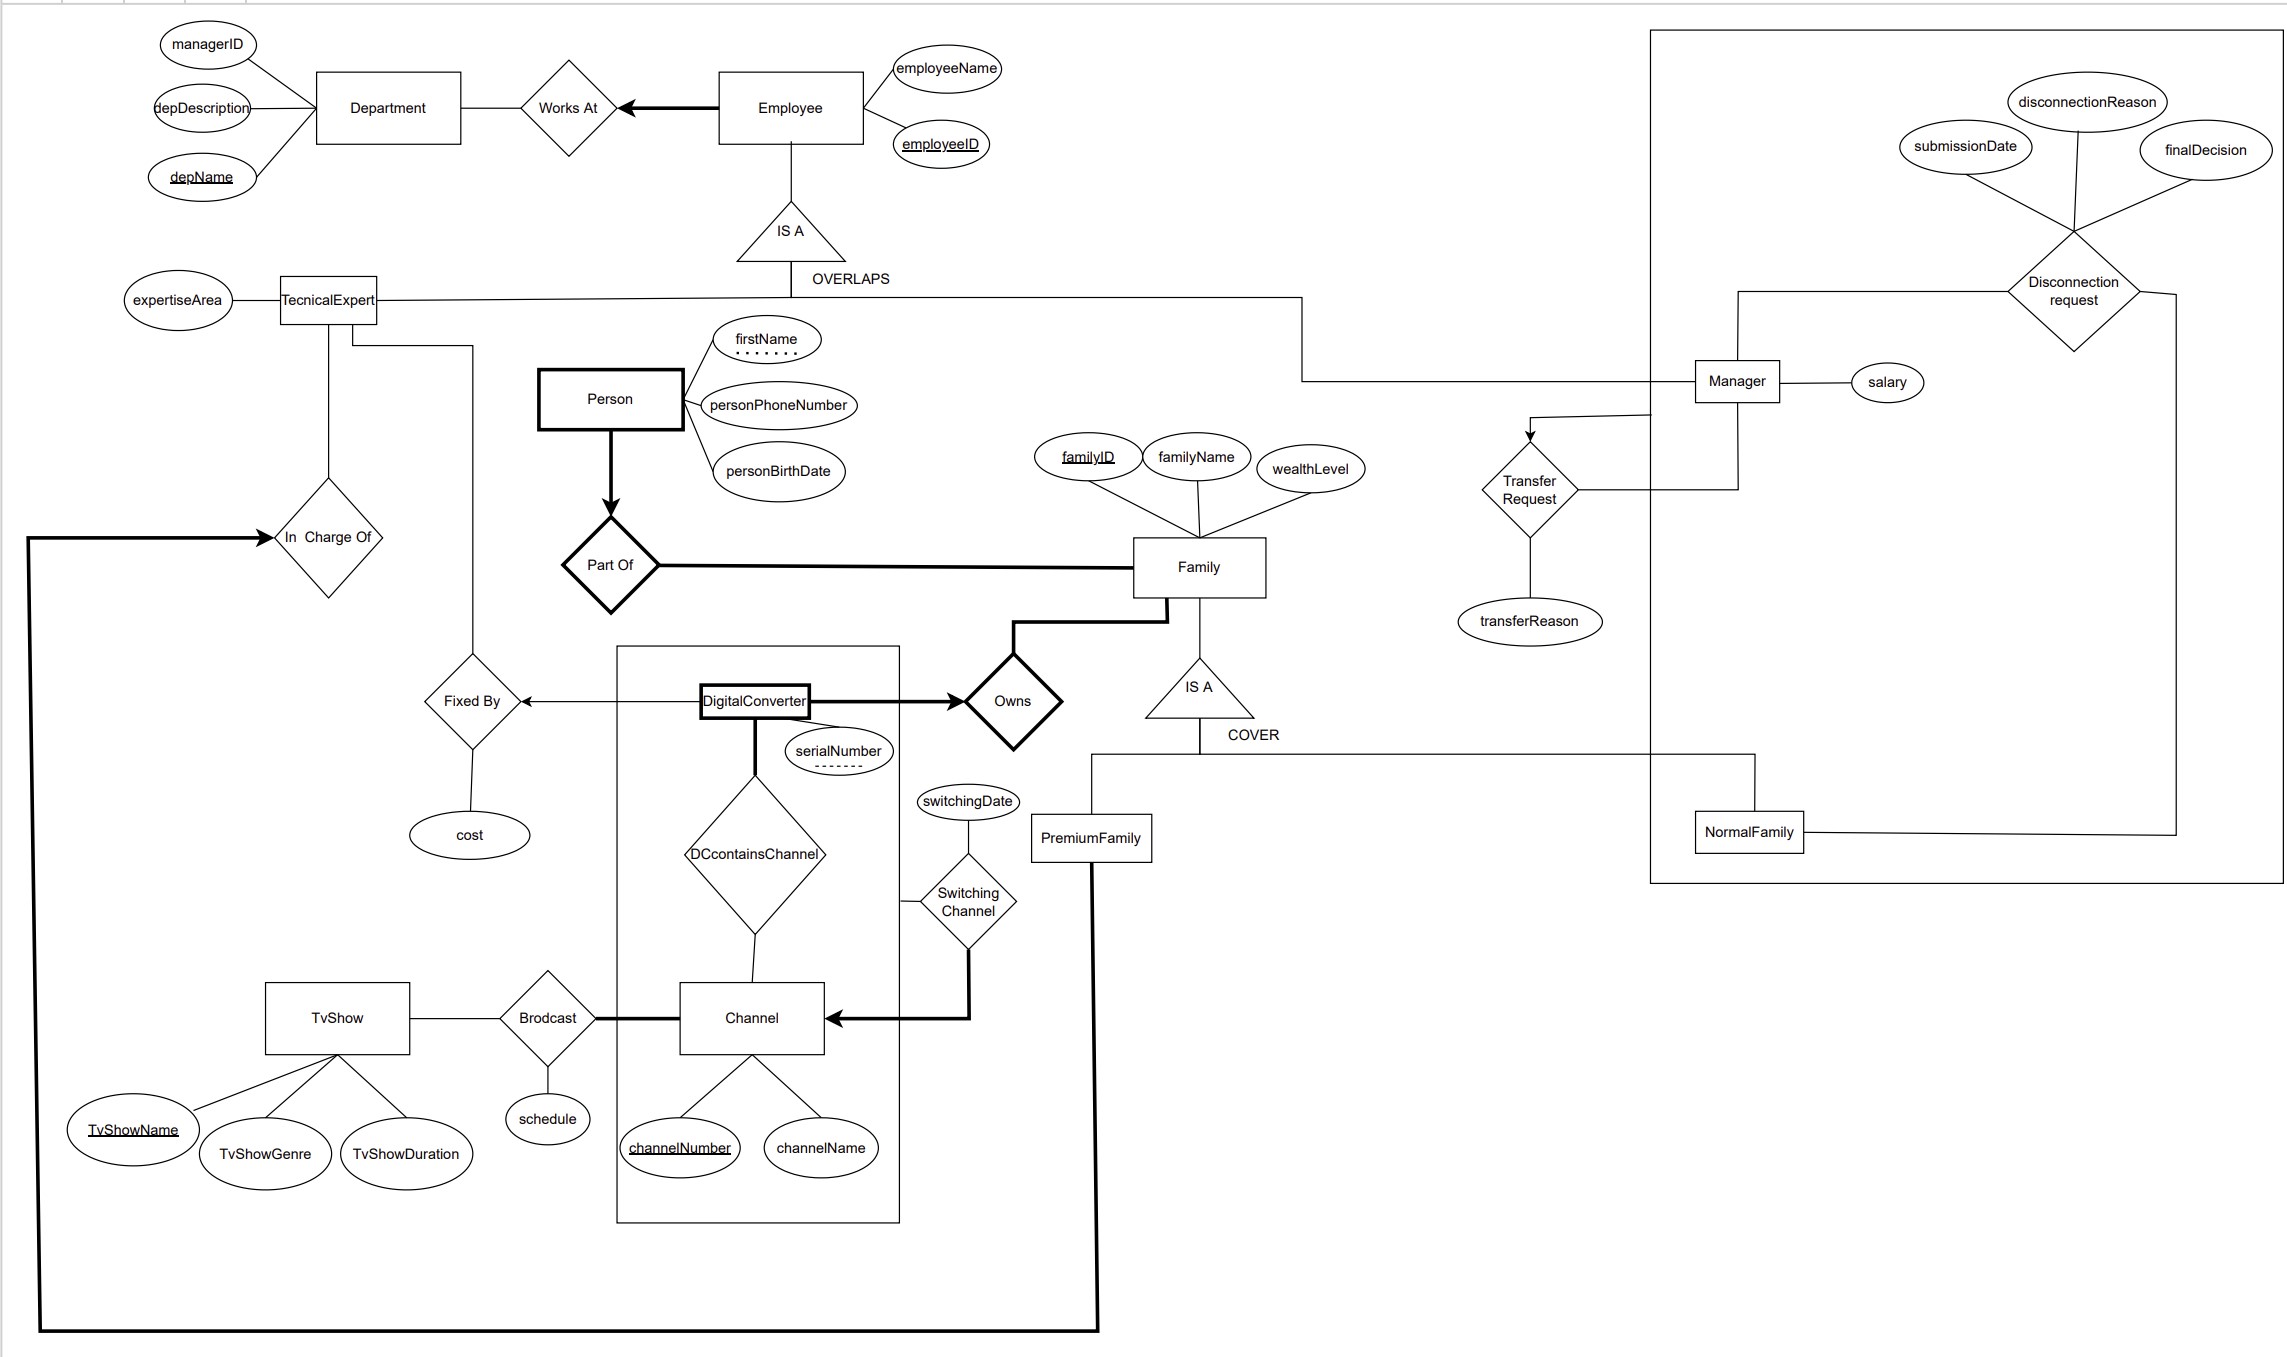 managerID
depDescription
depName
Department
Works At
Employee
employeeName
employeeID
IS A
OVERLAPS
expertiseArea
TecnicalExpert
Person
firstName
personPhoneNumber
personBirthDate
disconnectionReason
submissionDate
finalDecision
Disconnection
request
Manager
salary
Transfer
Request
transferReason
familyID
familyName
wealthLevel
Family
In  Charge Of
Part Of
Fixed By
cost
DigitalConverter
serialNumber
Owns
IS A
COVER
DCcontainsChannel
switchingDate
Switching
Channel
PremiumFamily
NormalFamily
TvShow
Brodcast
Channel
schedule
TvShowName
TvShowGenre
TvShowDuration
channelNumber
channelName